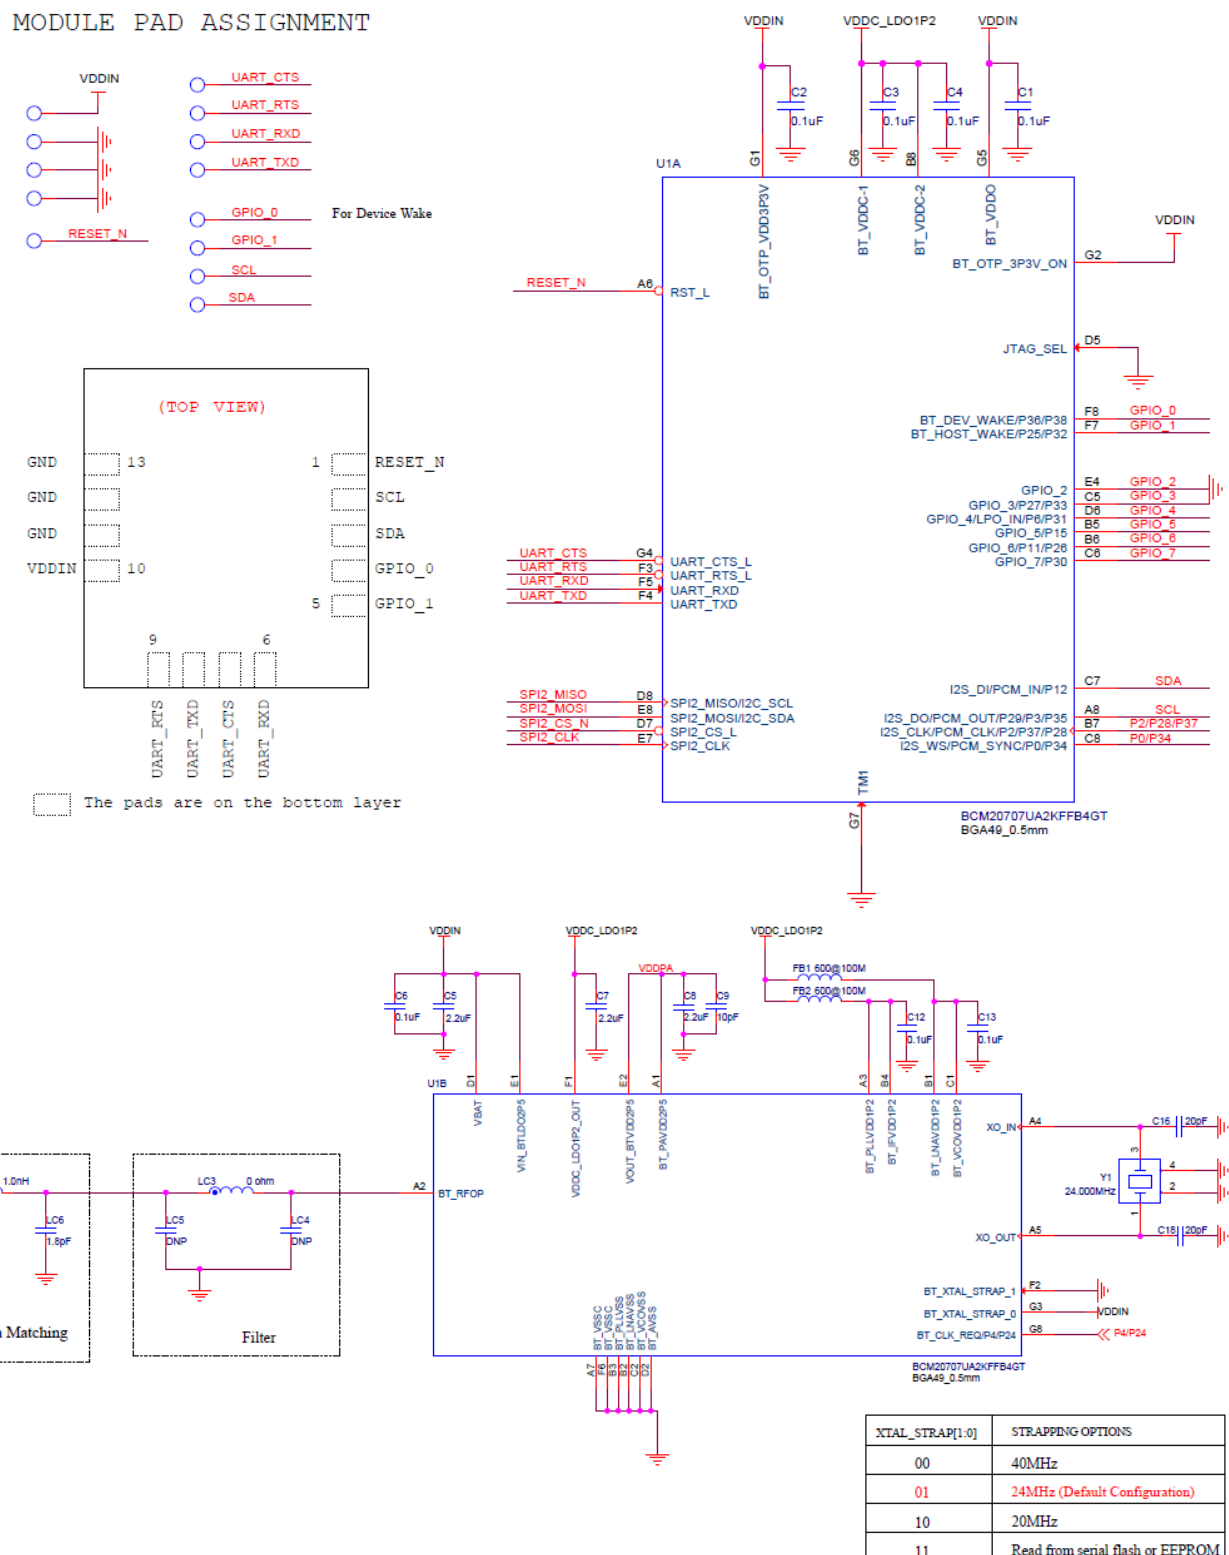 MODULE PAD ASSIGNMENT
VDDIN
RESET_N
UART_CTS
UART_RTS
UART_RXD
UART_TXD
GPIO_0
For Device Wake
GPIO_1
SCL
SDA
(TOP VIEW)
GND 13 1 RESET_N
GND SCL
GND SDA
VDDIN 10 GPIO_0
5 GPIO_1
9 6
UART_RTS
UART_TXD
UART_CTS
UART_RXD
The pads are on the bottom layer
VDDIN VDDC_LDO1P2 VDDIN
C2 0.1uF
C3 0.1uF
C4 0.1uF
C1 0.1uF
U1A
G1 G6 B8 G5
BT_OTP_VDD3P3V
BT_VDDC-1
BT_VDDC-2
BT_VDDO
VDDIN
BT_OTP_3P3V_ON G2
RESET_N A6 RST_L
JTAG_SEL D5
BT_DEV_WAKE/P36/P38 F8 GPIO_0
BT_HOST_WAKE/P25/P32 F7 GPIO_1
GPIO_2 E4 GPIO_2
GPIO_3/P27/P33 C5 GPIO_3
GPIO_4/LPO_IN/P6/P31 D6 GPIO_4
GPIO_5/P15 B5 GPIO_5
GPIO_6/P11/P26 B6 GPIO_6
GPIO_7/P30 C6 GPIO_7
UART_CTS G4 UART_CTS_L
UART_RTS F3 UART_RTS_L
UART_RXD F5 UART_RXD
UART_TXD F4 UART_TXD
SPI2_MISO D8 SPI2_MISO/I2C_SCL
SPI2_MOSI E8 SPI2_MOSI/I2C_SDA
SPI2_CS_N D7 SPI2_CS_L
SPI2_CLK E7 SPI2_CLK
I2S_DI/PCM_IN/P12 C7 SDA
I2S_DO/PCM_OUT/P29/P3/P35 A8 SCL
I2S_CLK/PCM_CLK/P2/P37/P28 B7 P2/P28/P37
I2S_WS/PCM_SYNC/P0/P34 C8 P0/P34
TM1
G7
BCM20707UA2KFFB4GT
BGA49_0.5mm
VDDIN VDDC_LDO1P2 VDDC_LDO1P2
VDDPA
FB1 600@100M
FB2 600@100M
C6 0.1uF
C5 2.2uF
C7 2.2uF
C8 2.2uF
C9 10pF
C12 0.1uF
C13 0.1uF
U1B
D1 E1 F1 E2 A1 A3 B4 B1 C1
VBAT
VIN_BTLDO2P5
VDDC_LDO1P2_OUT
VOUT_BTVDD2P5
BT_PAVDD2P5
BT_PLLVDD1P2
BT_IFVDD1P2
BT_LNAVDD1P2
BT_VCOVDD1P2
XO_IN A4
C16 20pF
3
4
2
1
Y1
24.000MHz
XO_OUT A5
C18 20pF
BT_XTAL_STRAP_1 F2
BT_XTAL_STRAP_0 G3 VDDIN
BT_CLK_REQ/P4/P24 G8 P4/P24
1.0nH
LC6
1.8pF
Matching
LC3 0 ohm
LC5
DNP
LC4
DNP
Filter
A2 BT_RFOP
BT_VSSC
BT_VSSC
BT_PLLVSS
BT_LNAVSS
BT_VCOVSS
BT_AVSS
A7 F6 B3 B2 C2 D2
BCM20707UA2KFFB4GT
BGA49_0.5mm
XTAL_STRAP[1:0] STRAPPING OPTIONS
00 40MHz
01 24MHz (Default Configuration)
10 20MHz
11 Read from serial flash or EEPROM